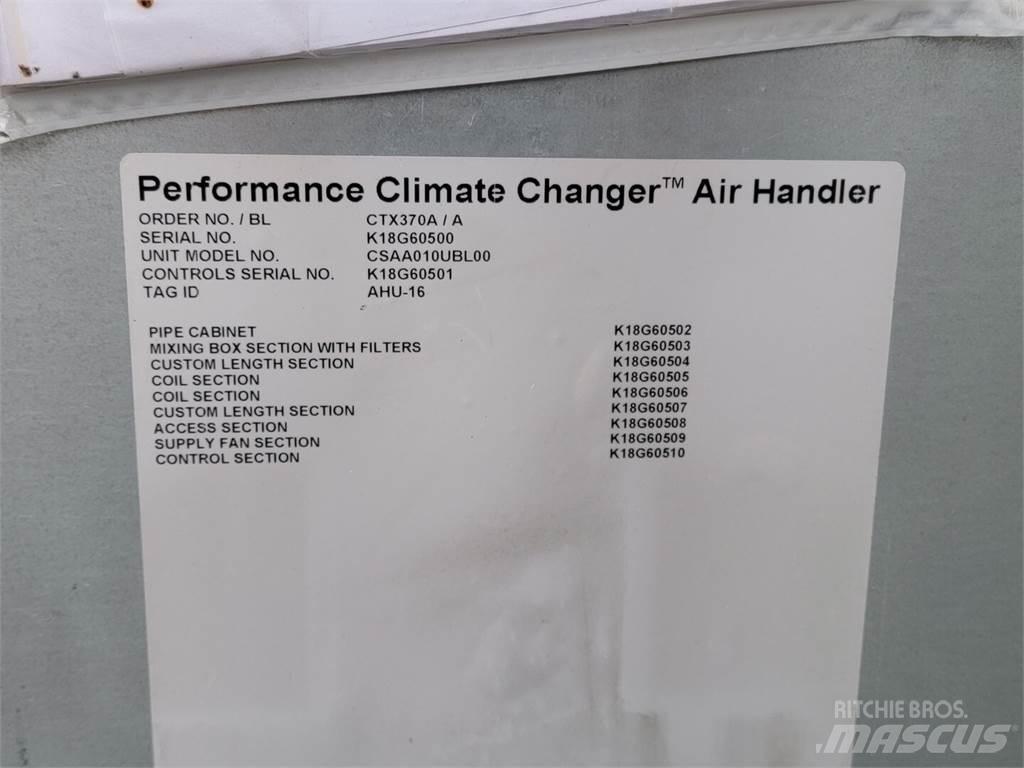 Performance Climate Changer™ Air Handler
ORDER NO. / BL CTX370A / A
SERIAL NO. K18G60500
UNIT MODEL NO. CSAA010UBL00
CONTROLS SERIAL NO. K18G60501
TAG ID AHU-16
PIPE CABINET K18G60502
MIXING BOX SECTION WITH FILTERS K18G60503
CUSTOM LENGTH SECTION K18G60504
COIL SECTION K18G60505
COIL SECTION K18G60506
CUSTOM LENGTH SECTION K18G60507
ACCESS SECTION K18G60508
SUPPLY FAN SECTION K18G60509
CONTROL SECTION K18G60510
RITCHIE BROS.
MASCUS